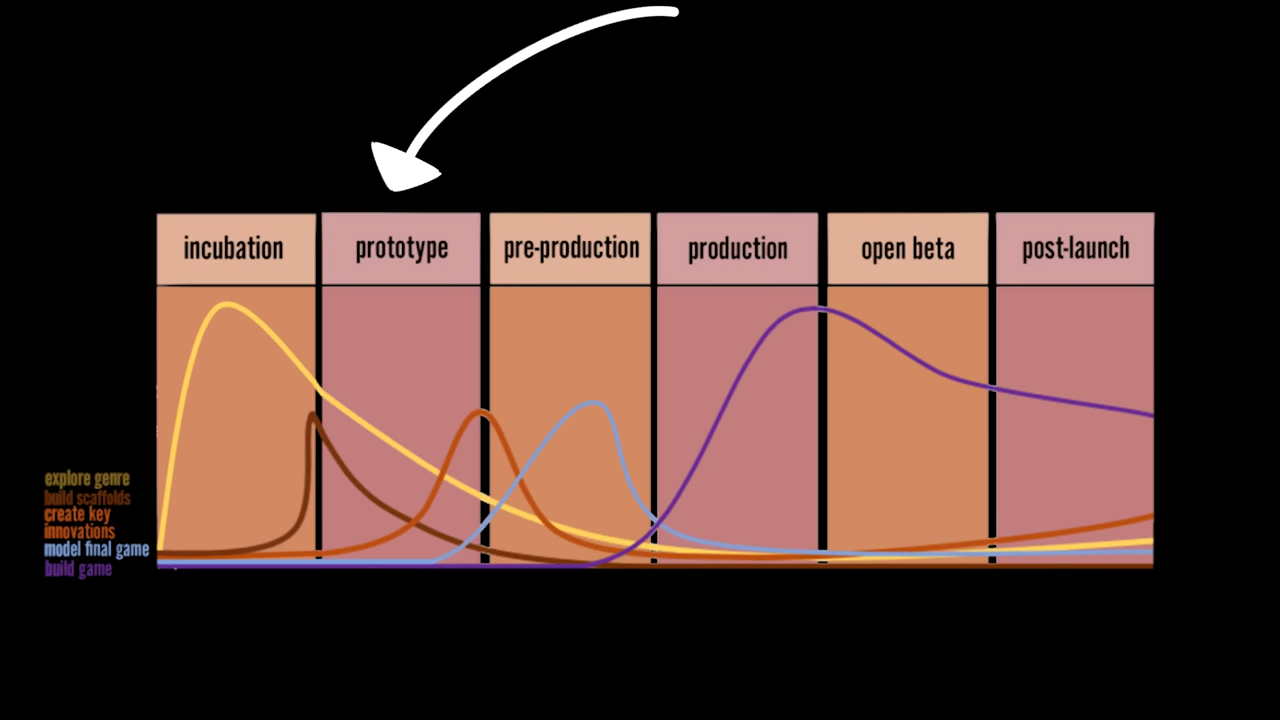 incubation
prototype
pre-production
production
open beta
post-launch
explore genre
build scaffolds
create key
innovations
model final game
build game